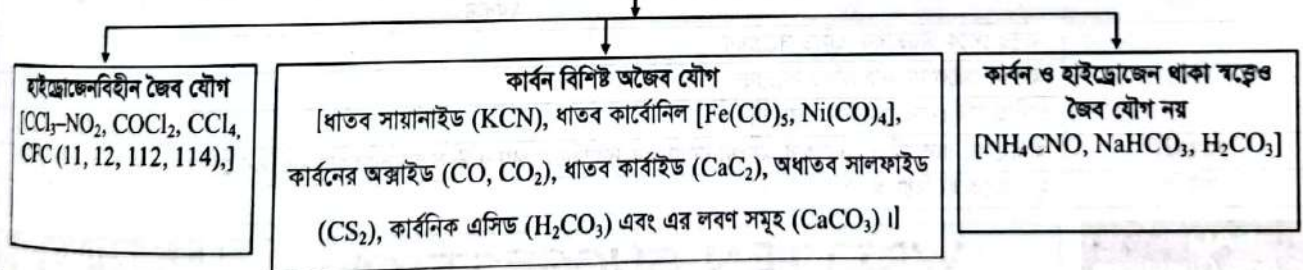 হাইড্রোজেনবিহীন জৈব যৌগ
[CCl₃–NO₂, COCl₂, CCl₄,
CFC (11, 12, 112, 114),]
কার্বন বিশিষ্ট অজৈব যৌগ
[ধাতব সায়ানাইড (KCN), ধাতব কার্বোনিল [Fe(CO)₅, Ni(CO)₄],
কার্বনের অক্সাইড (CO, CO₂), ধাতব কার্বাইড (CaC₂), অধাতব সালফাইড
(CS₂), কার্বনিক এসিড (H₂CO₃) এবং এর লবণ সমূহ (CaCO₃) ।]
কার্বন ও হাইড্রোজেন থাকা সত্ত্বেও
জৈব যৌগ নয়
[NH₄CNO, NaHCO₃, H₂CO₃]